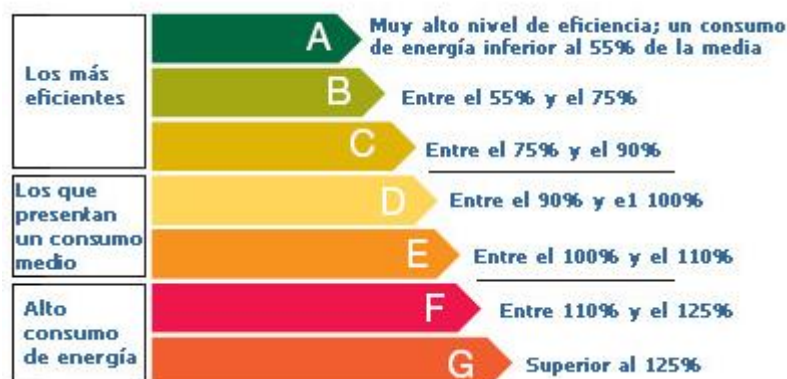 A
Muy alto nivel de eficiencia; un consumo
de energía inferior al 55% de la media
Los más
eficientes
B
Entre el 55% y el 75%
C
Entre el 75% y el 90%
Los que
presentan
un consumo
medio
D
Entre el 90% y e1 100%
E
Entre el 100% y el 110%
Alto
consumo
de energía
F
Entre 110% y el 125%
G
Superior al 125%